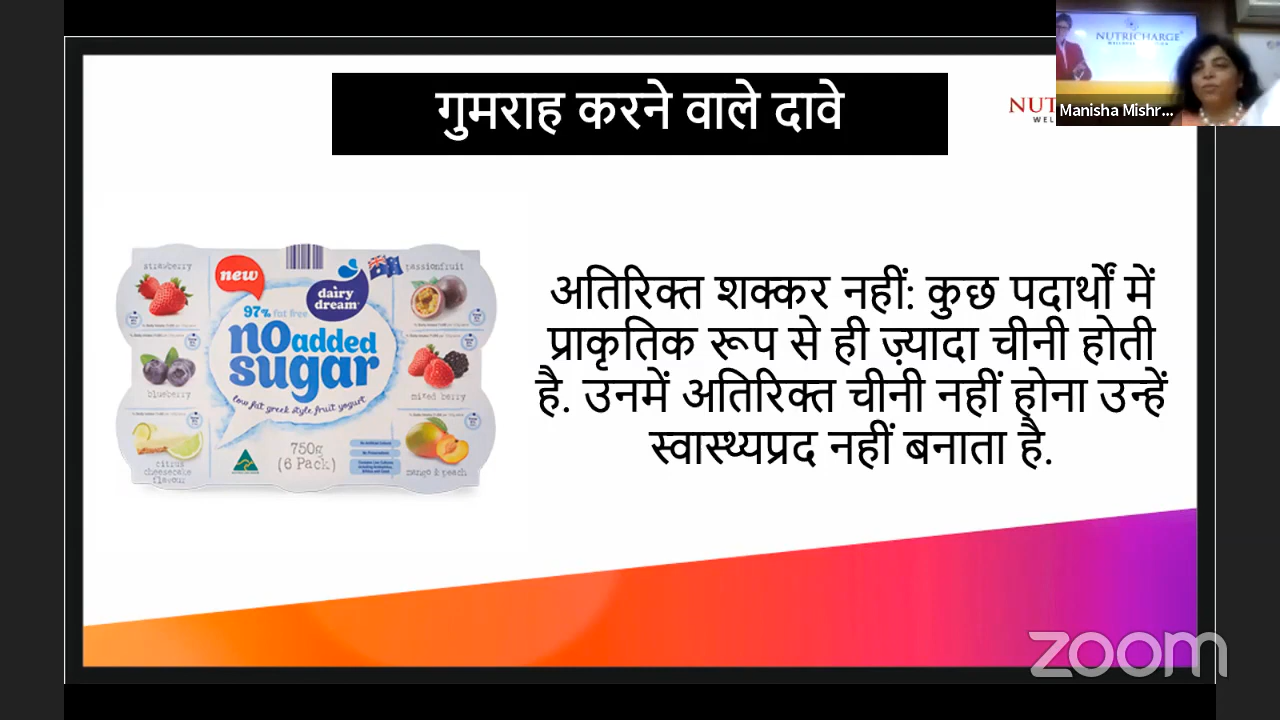 गुमराह करने वाले दावे
NUTRICHARGE
NUT
WEL
Manisha Mishr...
strawberry
new
97% fat free
dairy
dream
passionfruit
no added
sugar
low fat greek style fruit yogurt
blueberry
mixed berry
citrus
cheesecake
flavour
750g
(6 Pack)
mango & peach
अतिरिक्त शक्कर नहीं: कुछ पदार्थों में
प्राकृतिक रूप से ही ज़्यादा चीनी होती
है. उनमें अतिरिक्त चीनी नहीं होना उन्हें
स्वास्थ्यप्रद नहीं बनाता है.
zoom